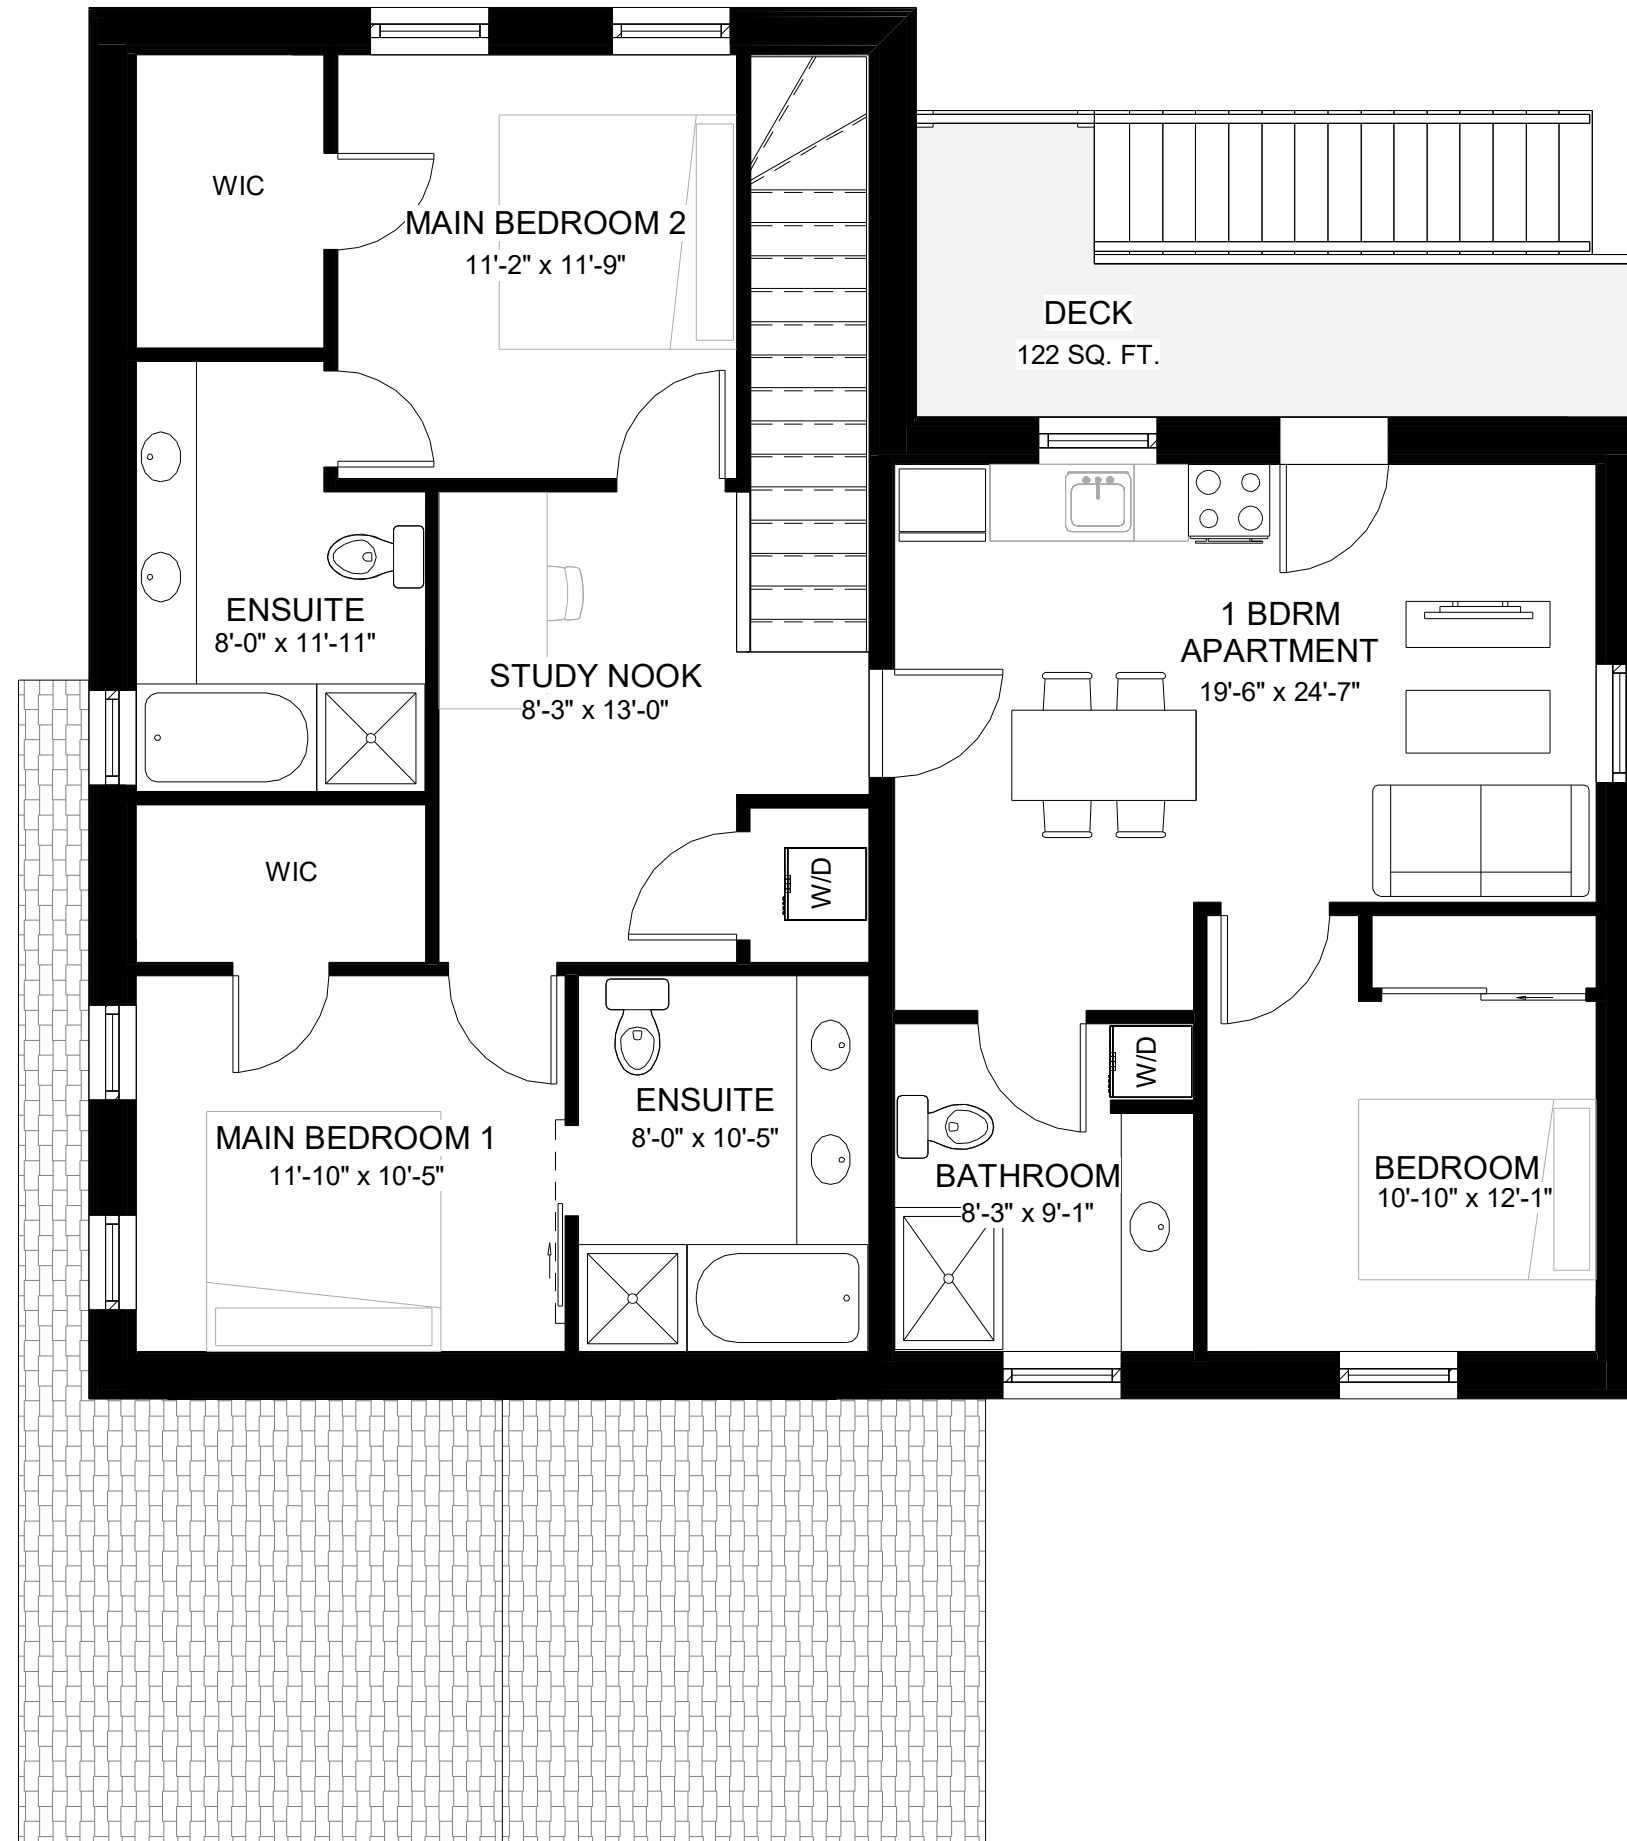 WIC
MAIN BEDROOM 2
11'-2" x 11'-9"
DECK
122 SQ. FT.
ENSUITE
8'-0" x 11'-11"
STUDY NOOK
8'-3" x 13'-0"
1 BDRM
APARTMENT
19'-6" x 24'-7"
WIC
W/D
MAIN BEDROOM 1
11'-10" x 10'-5"
ENSUITE
8'-0" x 10'-5"
W/D
BATHROOM
8'-3" x 9'-1"
BEDROOM
10'-10" x 12'-1"